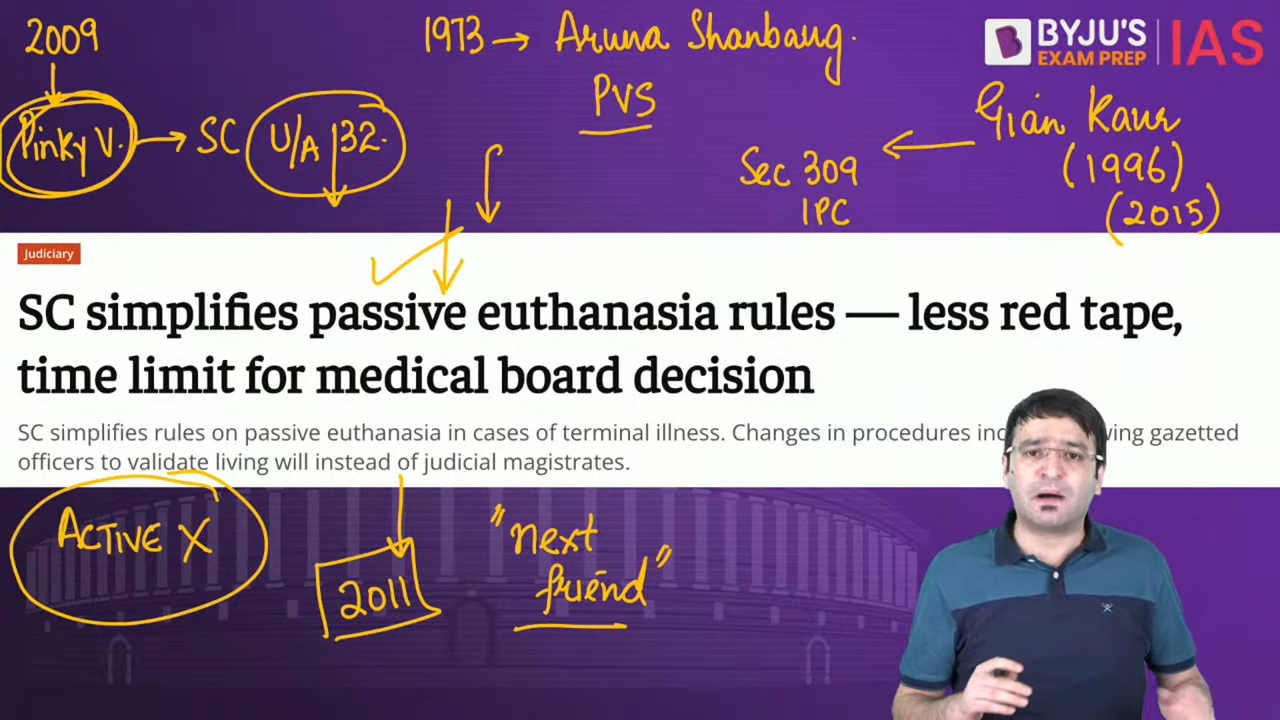 2009
1973 → Aruna Shanbaug.
PVS
BYJU'S
EXAM PREP
IAS
Pinky V. → SC U/A 32.
Gian Kaur
(1996)
(2015)
Sec 309
IPC
Judiciary
SC simplifies passive euthanasia rules — less red tape,
time limit for medical board decision
SC simplifies rules on passive euthanasia in cases of terminal illness. Changes in procedures gazetted
officers to validate living will instead of judicial magistrates.
ACTIVE X
2011
"next
friend"